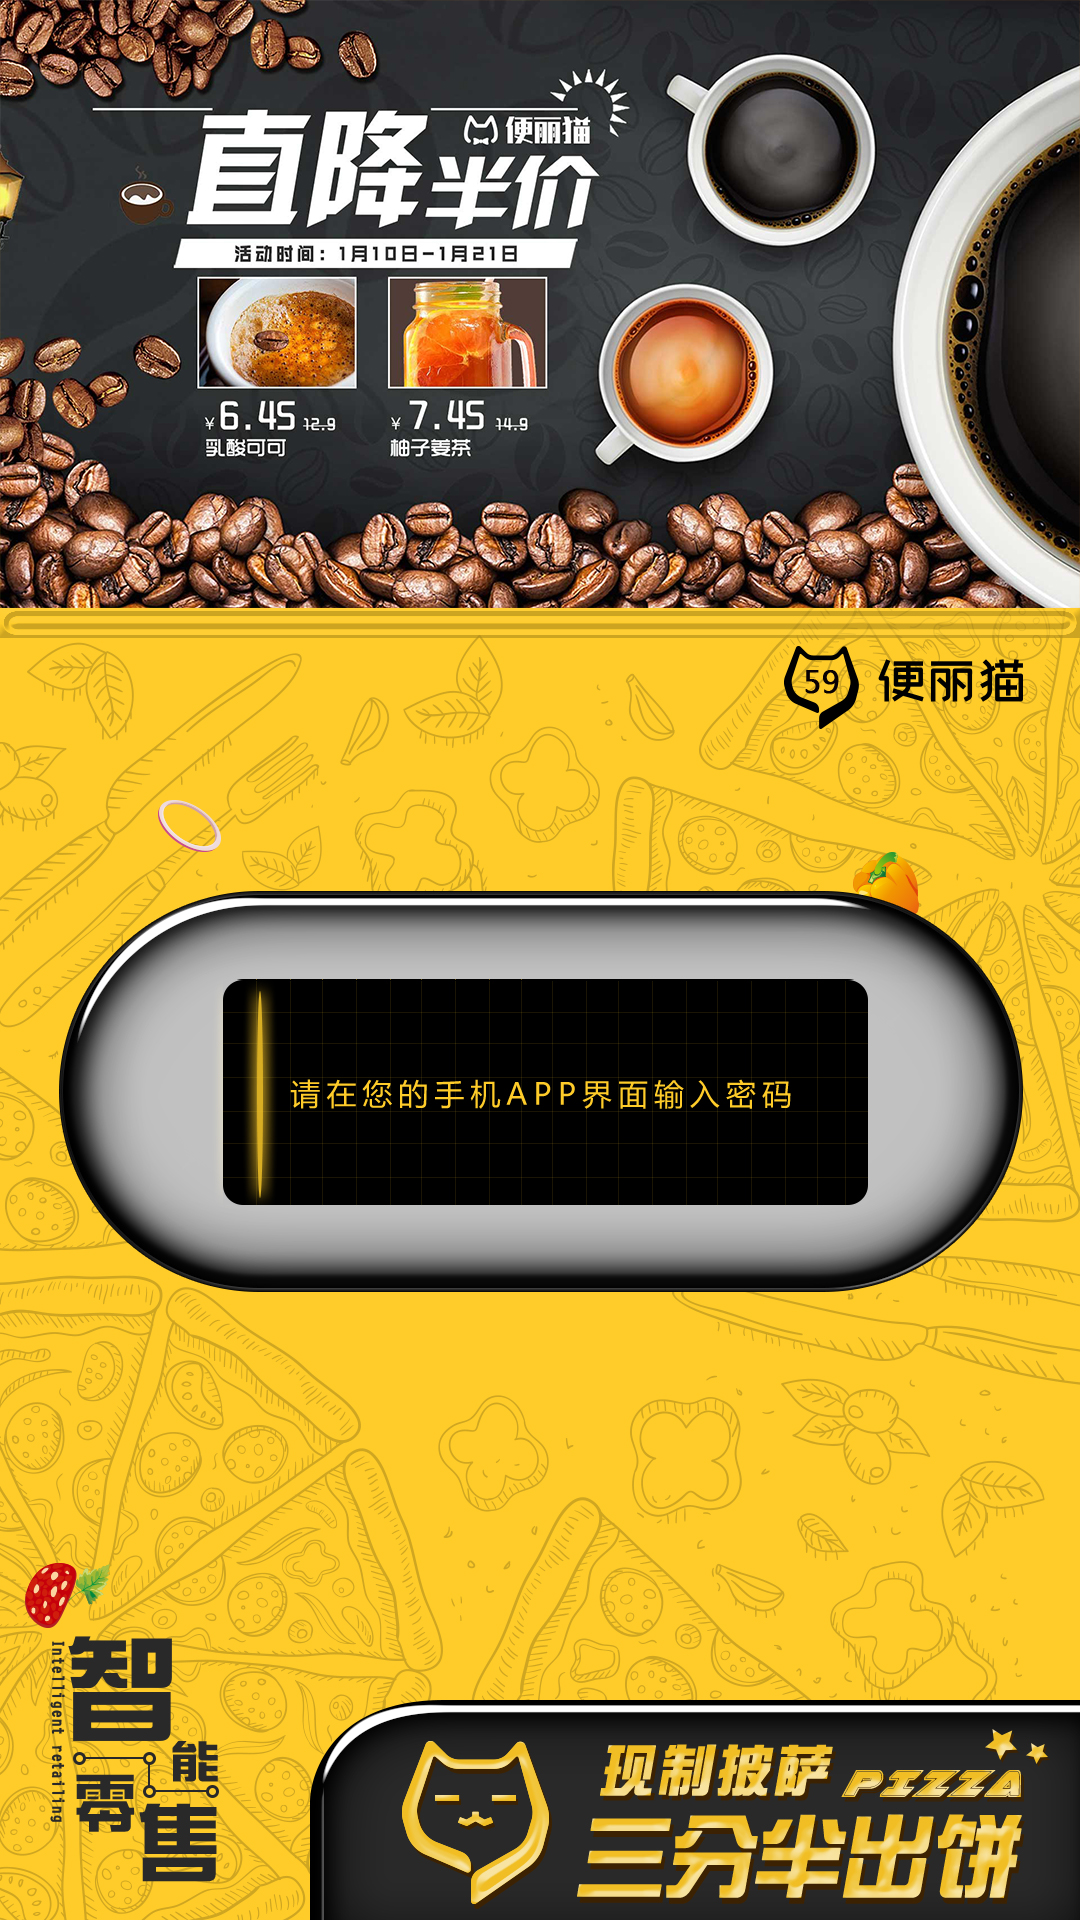 便丽猫
直降半价
活动时间：1月10日-1月21日
¥6.45 12.9
乳酸可可
¥7.45 14.9
柚子姜茶
59 便丽猫
请在您的手机APP界面输入密码
智能零售
Intelligent retailing
现制披萨 PIZZA
三分半出饼